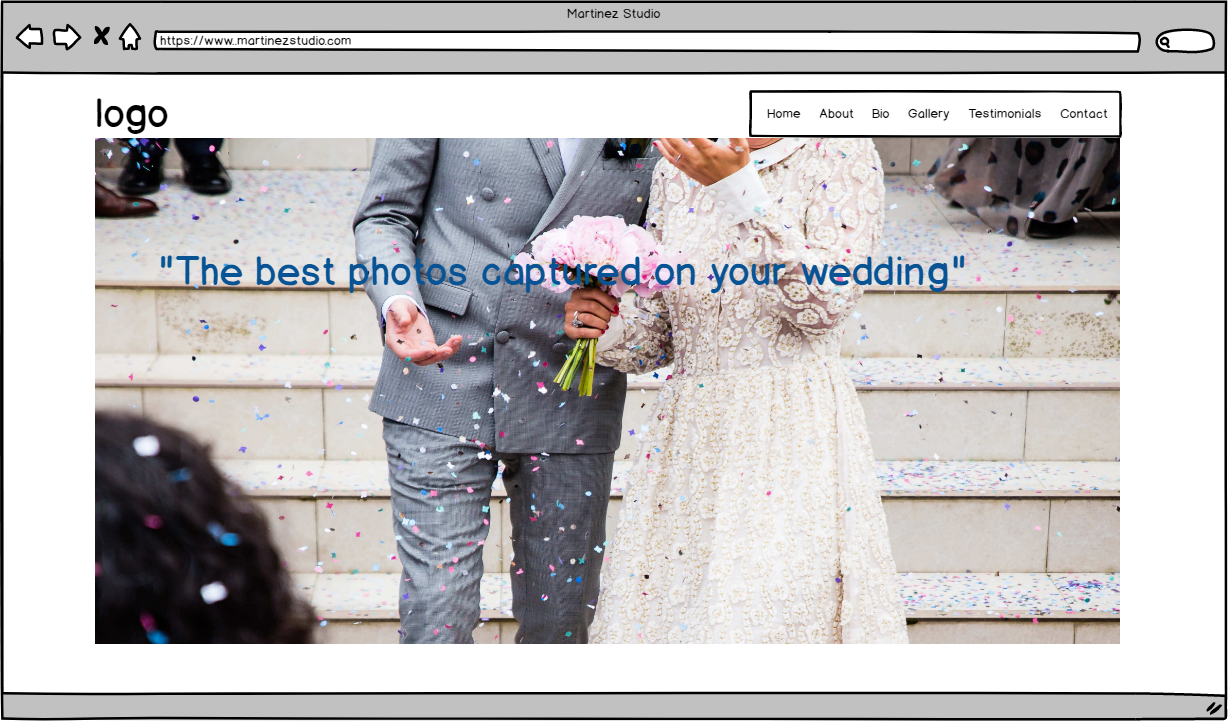 Martinez Studio
https://www..martinezstudio.com
logo
Home About Bio Gallery Testimonials Contact
"The best photos captured on your wedding"